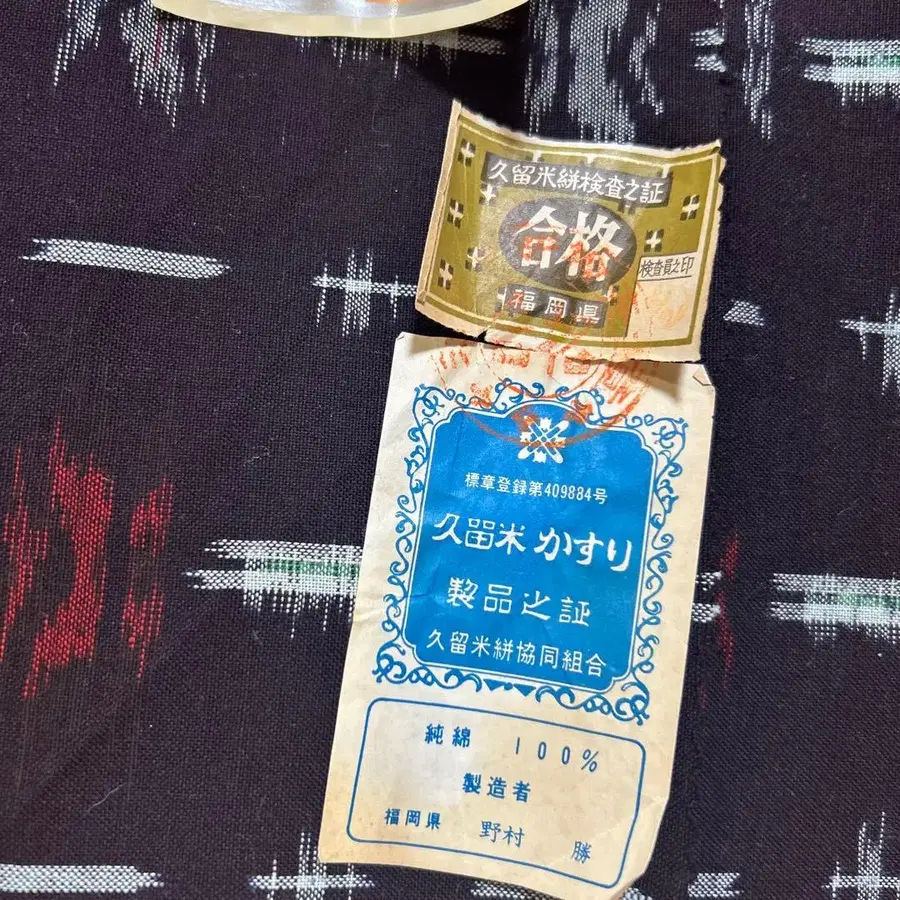 久留米絣検査之証
合格
検査員之印
福岡県
標章登録第409884号
久留米かすり
製品之証
久留米絣協同組合
純綿 100%
製造者
福岡県 野村 勝